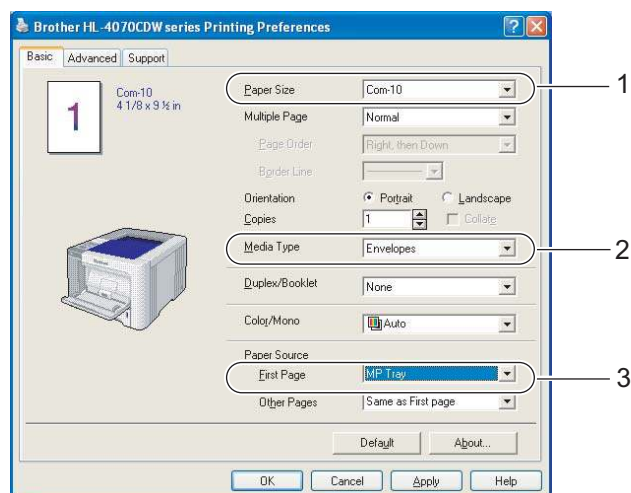 Brother HL-4070CDW series Printing Preferences
Basic Advanced Support
1
Com-10
4 1/8 x 9 ½ in
Paper Size Com-10 1
Multiple Page Normal
Page Order Right, then Down
Border Line
Orientation Portrait Landscape
Copies 1 Collate
Media Type Envelopes 2
Duplex/Booklet None
Color/Mono Auto
Paper Source
First Page MP Tray 3
Other Pages Same as First page
Default About...
OK Cancel Apply Help